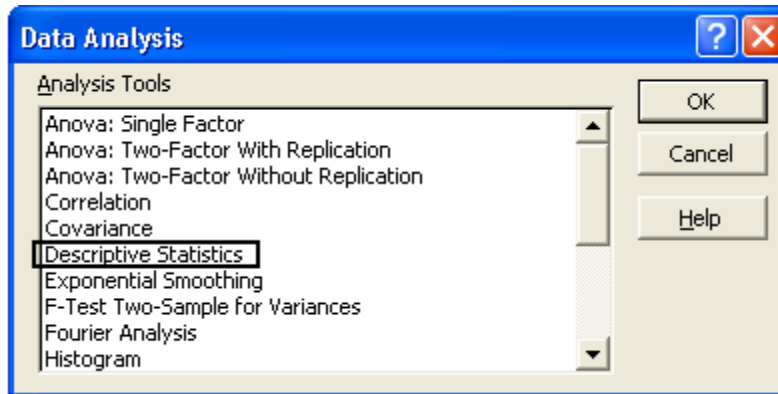 Data Analysis
Analysis Tools
Anova: Single Factor
Anova: Two-Factor With Replication
Anova: Two-Factor Without Replication
Correlation
Covariance
Descriptive Statistics
Exponential Smoothing
F-Test Two-Sample for Variances
Fourier Analysis
Histogram
OK
Cancel
Help